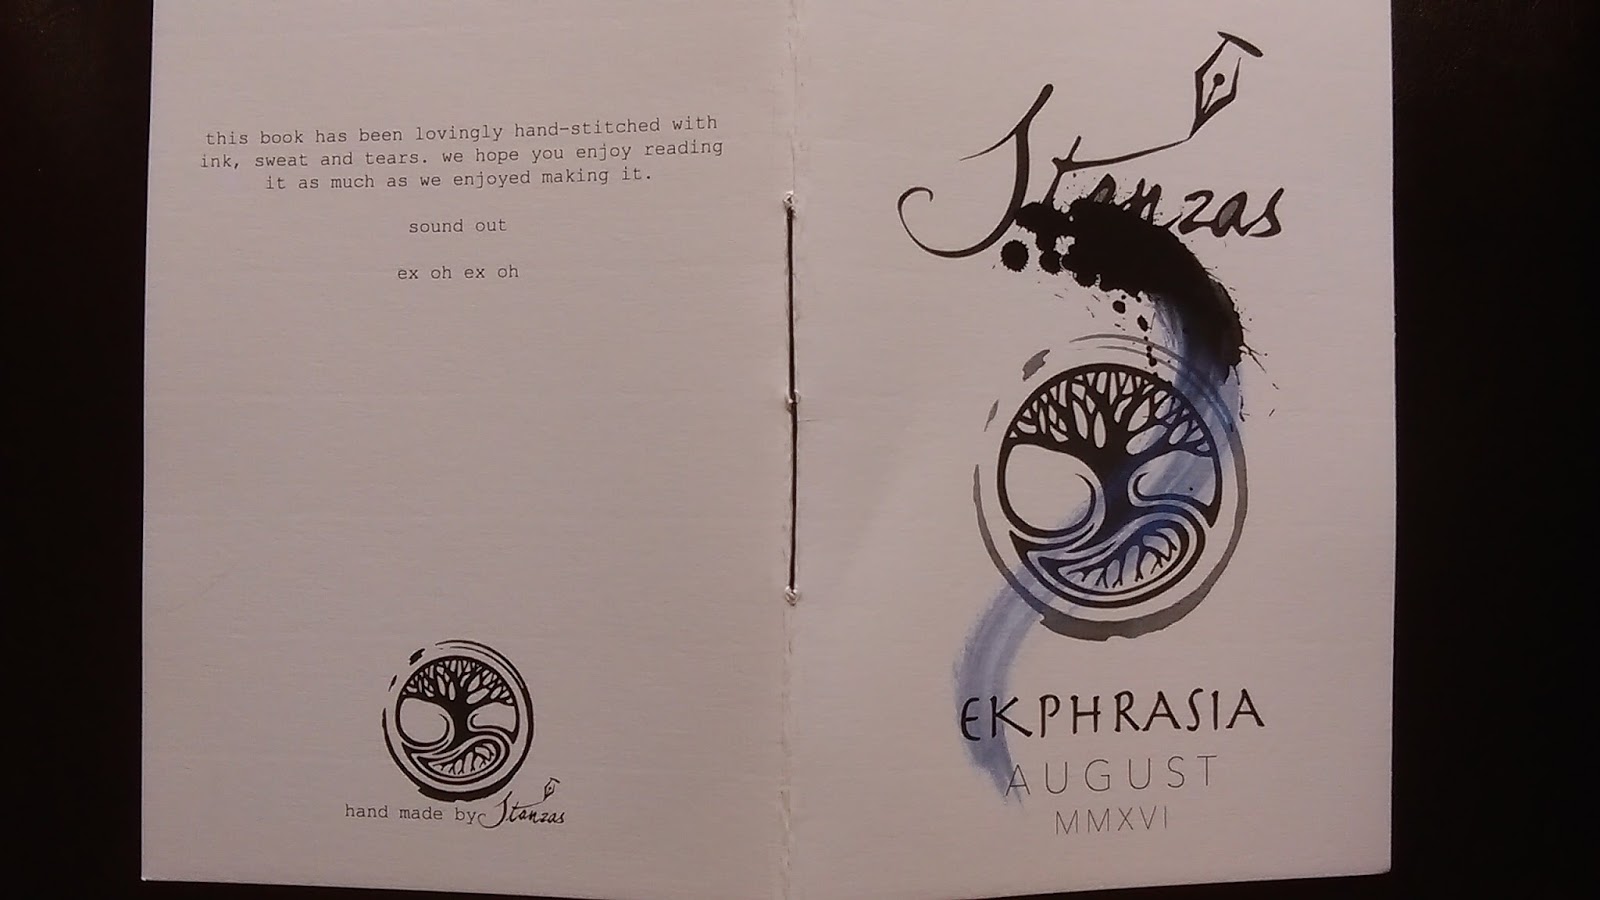 this book has been lovingly hand-stitched with
ink, sweat and tears. we hope you enjoy reading
it as much as we enjoyed making it.
sound out
ex oh ex oh
hand made by Stanzas
Stanzas
EKPHRASIA
AUGUST
MMXVI